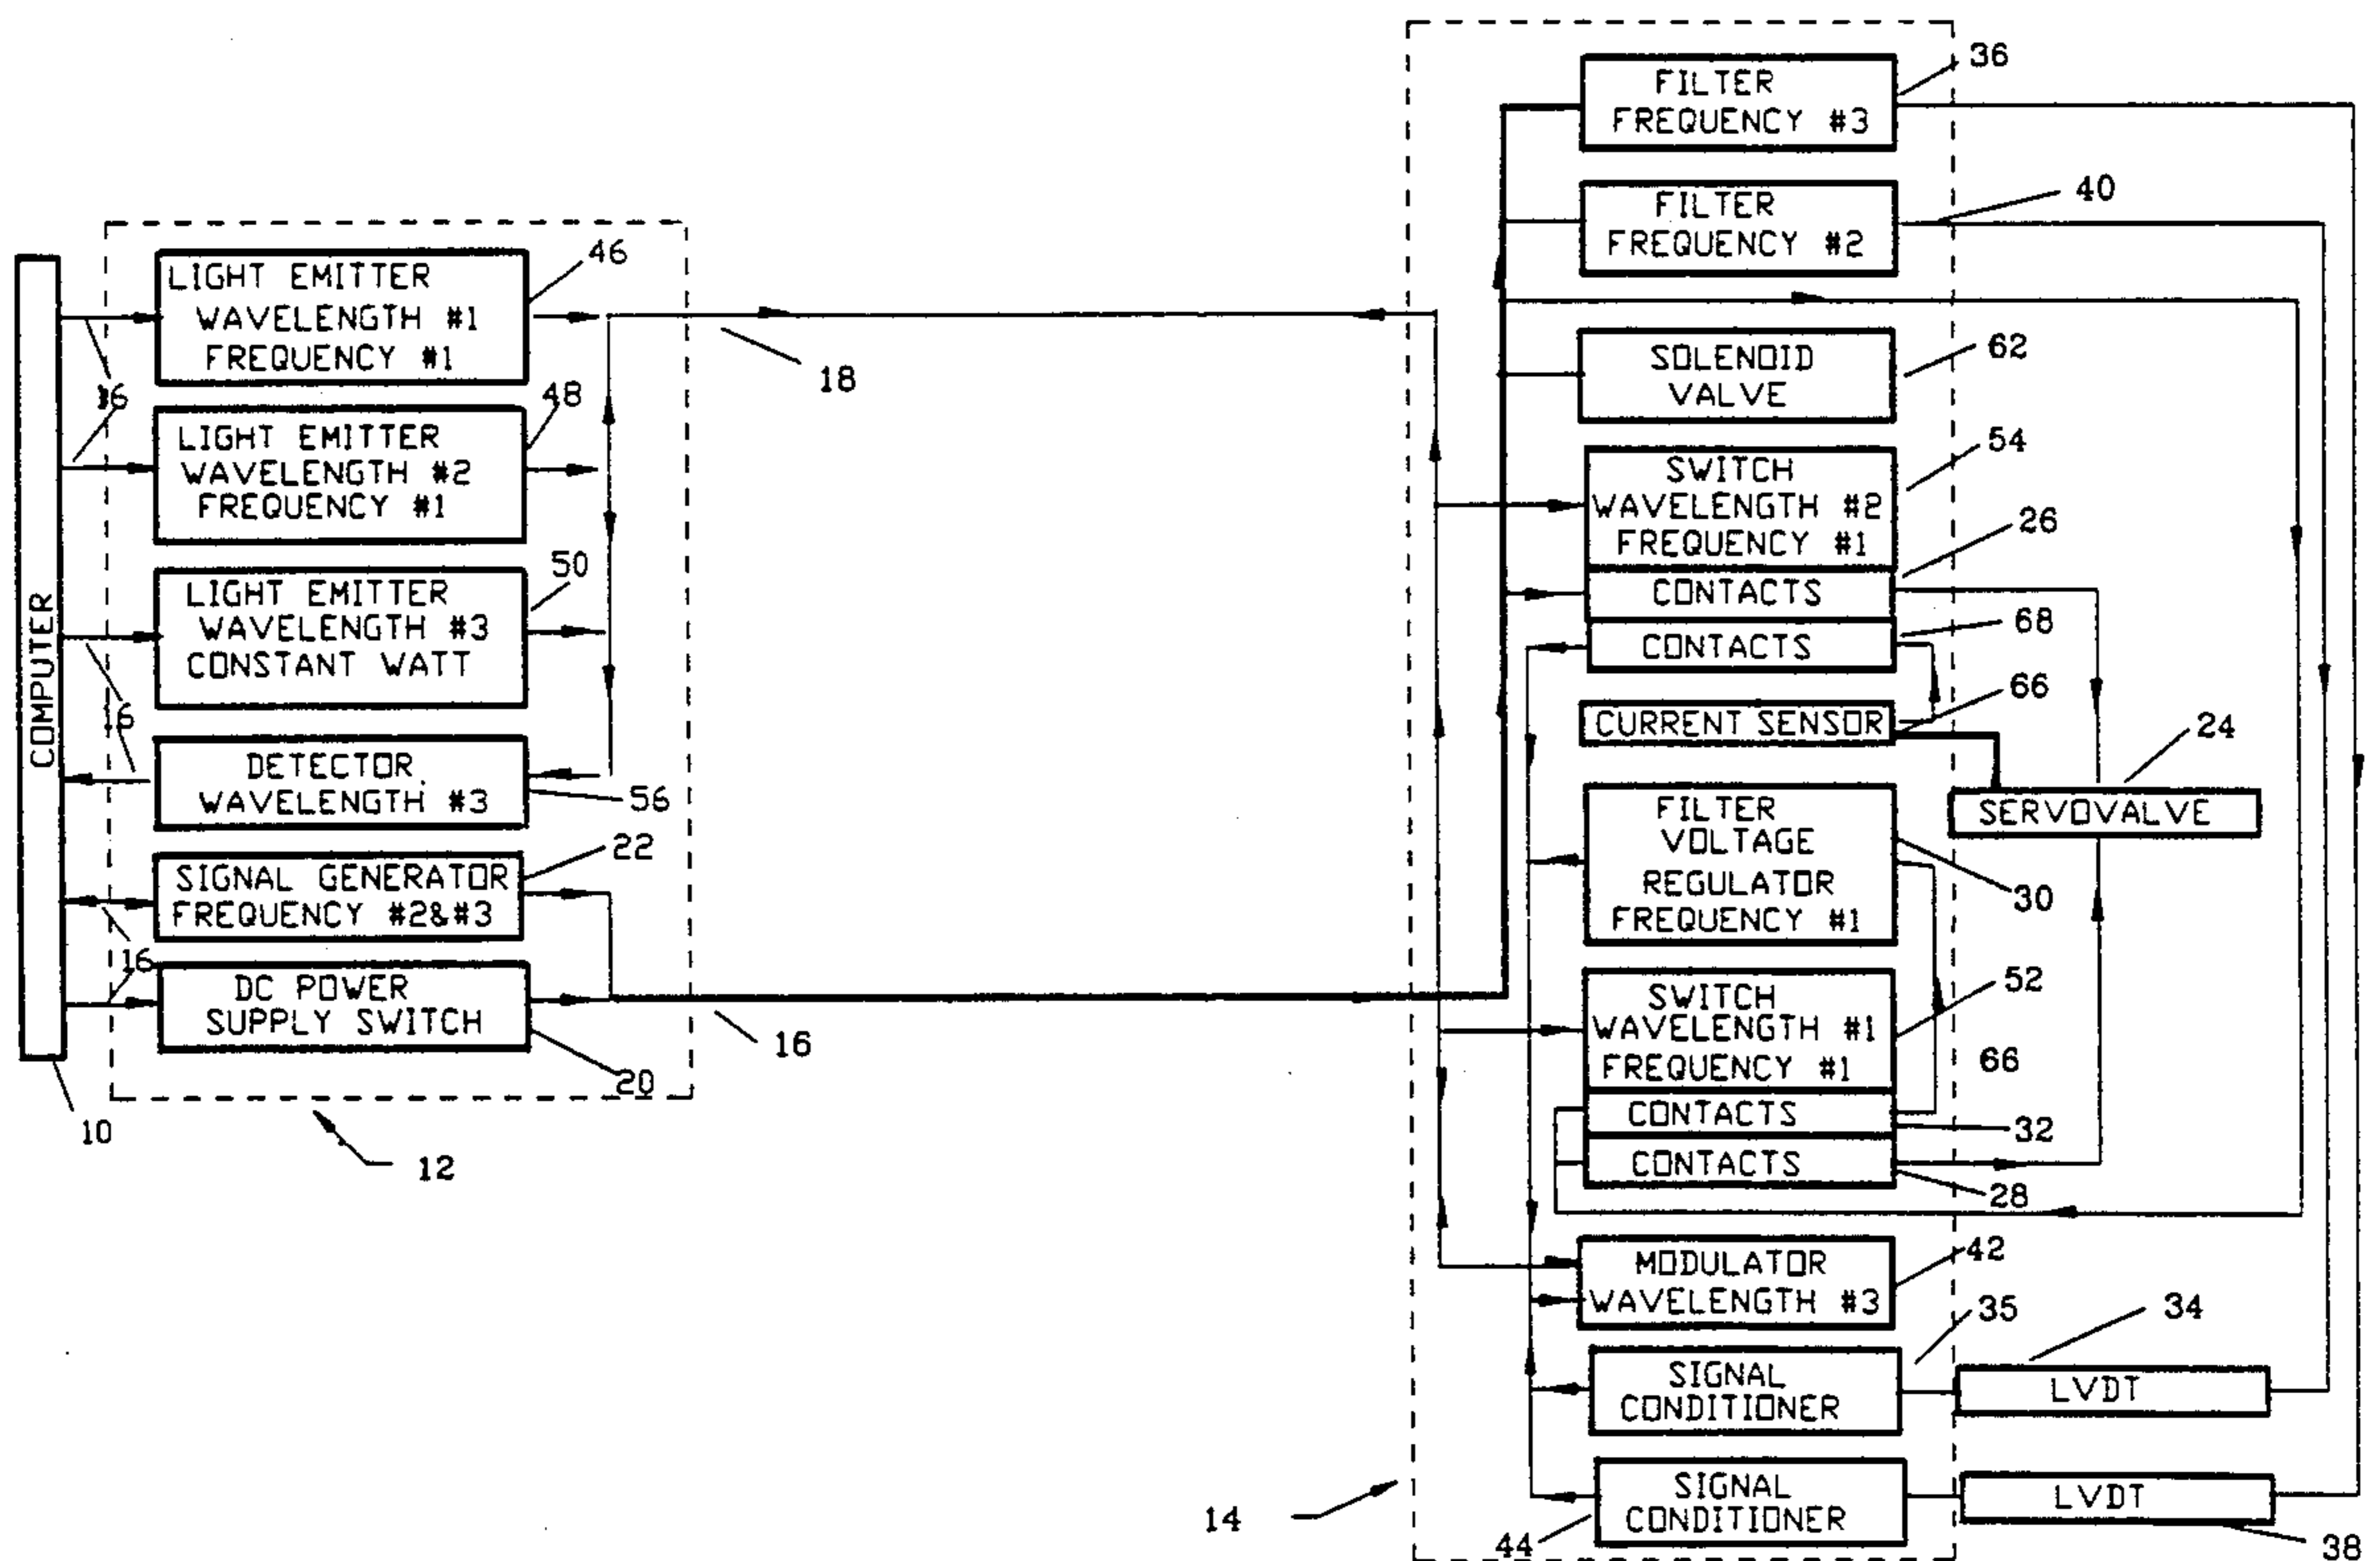 COMPUTER
10
12
LIGHT EMITTER
WAVELENGTH #1
FREQUENCY #1
46
16
LIGHT EMITTER
WAVELENGTH #2
FREQUENCY #1
48
LIGHT EMITTER
WAVELENGTH #3
CONSTANT WATT
50
16
DETECTOR
WAVELENGTH #3
56
SIGNAL GENERATOR
FREQUENCY #2&#3
22
16
DC POWER
SUPPLY SWITCH
20
18
16
14
FILTER
FREQUENCY #3
36
FILTER
FREQUENCY #2
40
SOLENOID
VALVE
62
SWITCH
WAVELENGTH #2
FREQUENCY #1
54
CONTACTS
26
CONTACTS
68
CURRENT SENSOR
66
SERVOVALVE
24
FILTER
VOLTAGE
REGULATOR
FREQUENCY #1
30
SWITCH
WAVELENGTH #1
FREQUENCY #1
52
66
CONTACTS
32
CONTACTS
28
MODULATOR
WAVELENGTH #3
42
SIGNAL
CONDITIONER
35
LVDT
34
SIGNAL
CONDITIONER
44
LVDT
38